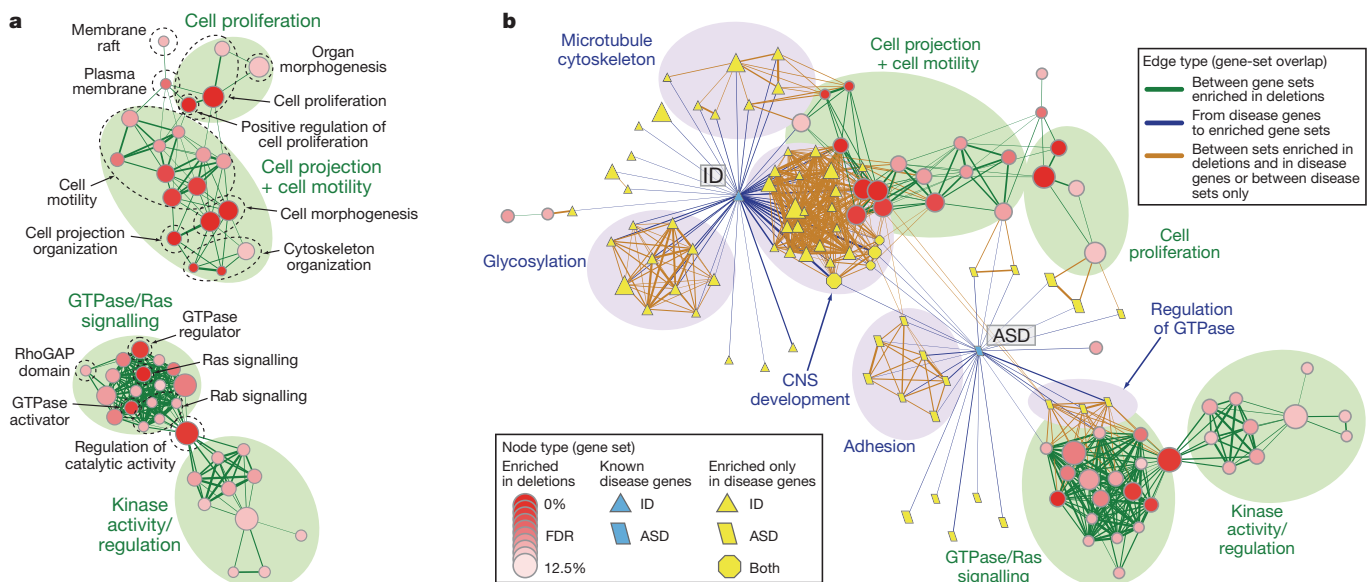 a
Cell proliferation
Membrane
raft
Organ
morphogenesis
Plasma
membrane
Cell proliferation
Positive regulation of
cell proliferation
Cell projection
+ cell motility
Cell
motility
Cell morphogenesis
Cell projection
organization
Cytoskeleton
organization
GTPase/Ras
signalling
GTPase
regulator
RhoGAP
domain
Ras signalling
GTPase
activator
Rab signalling
Regulation of
catalytic activity
Kinase
activity/
regulation
b
Microtubule
cytoskeleton
Cell projection
+ cell motility
Edge type (gene-set overlap)
Between gene sets
enriched in deletions
From disease genes
to enriched gene sets
Between sets enriched in
deletions and in disease
genes or between disease
sets only
ID
Glycosylation
Cell
proliferation
ASD
Regulation
of GTPase
CNS
development
Adhesion
Node type (gene set)
Enriched
in deletions
Known
disease genes
Enriched only
in disease genes
0%
FDR
12.5%
ID
ASD
ID
ASD
Both
GTPase/Ras
signalling
Kinase
activity/
regulation